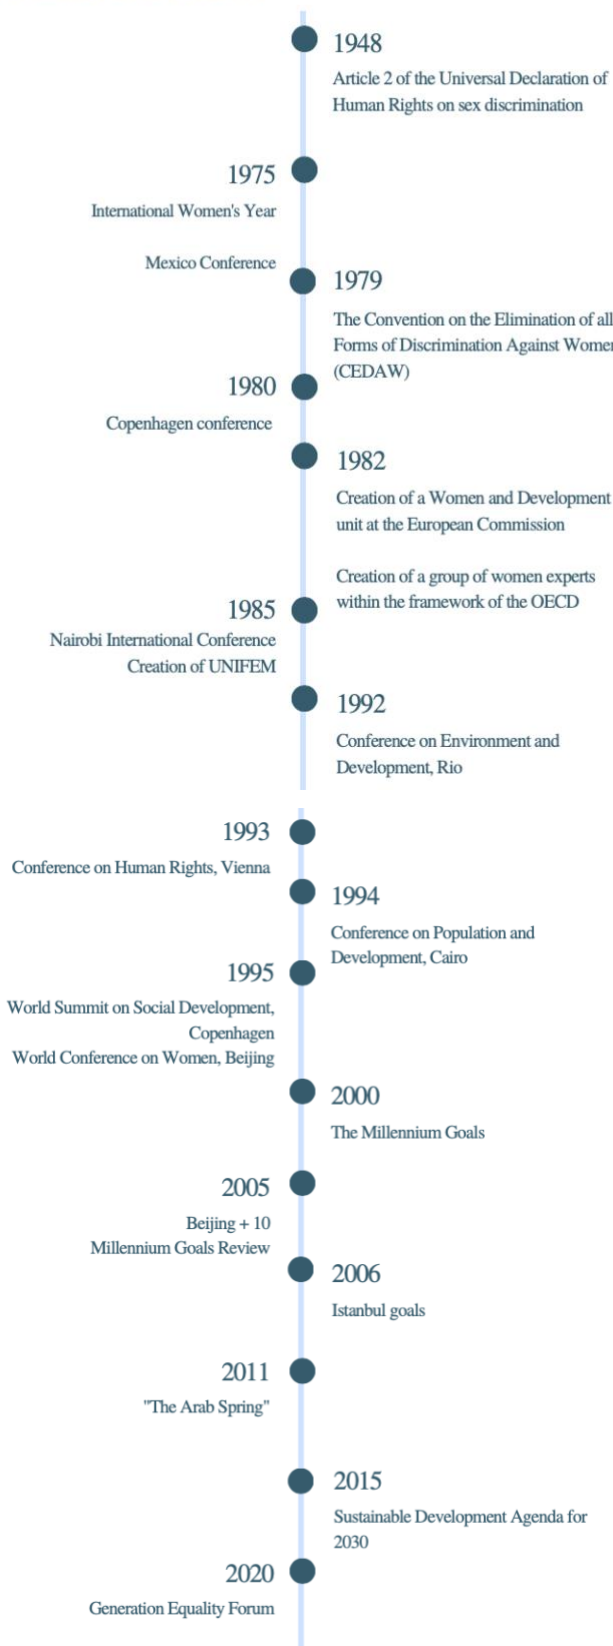 1948
Article 2 of the Universal Declaration of
Human Rights on sex discrimination
1975
International Women's Year
Mexico Conference
1979
The Convention on the Elimination of all
Forms of Discrimination Against Women
(CEDAW)
1980
Copenhagen conference
1982
Creation of a Women and Development
unit at the European Commission
Creation of a group of women experts
within the framework of the OECD
1985
Nairobi International Conference
Creation of UNIFEM
1992
Conference on Environment and
Development, Rio
1993
Conference on Human Rights, Vienna
1994
Conference on Population and
Development, Cairo
1995
World Summit on Social Development,
Copenhagen
World Conference on Women, Beijing
2000
The Millennium Goals
2005
Beijing + 10
Millennium Goals Review
2006
Istanbul goals
2011
"The Arab Spring"
2015
Sustainable Development Agenda for
2030
2020
Generation Equality Forum